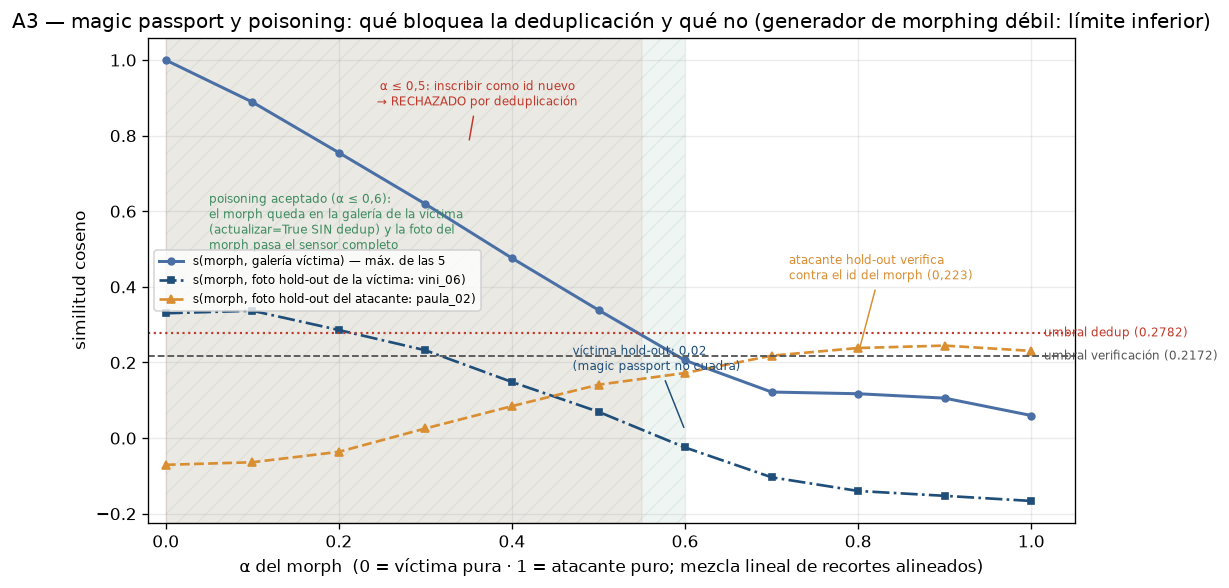 A3 — magic passport y poisoning: qué bloquea la deduplicación y qué no (generador de morphing débil: límite inferior)
α ≤ 0,5: inscribir como id nuevo
→ RECHAZADO por deduplicación
poisoning aceptado (α ≤ 0,6):
el morph queda en la galería de la víctima
(actualizar=True SIN dedup) y la foto del
morph pasa el sensor completo
s(morph, galería víctima) — máx. de las 5
s(morph, foto hold-out de la víctima: vini_06)
s(morph, foto hold-out del atacante: paula_02)
atacante hold-out verifica
contra el id del morph (0,223)
víctima hold-out: 0,02
(magic passport no cuadra)
umbral dedup (0.2782)
umbral verificación (0.2172)
similitud coseno
1.0
0.8
0.6
0.4
0.2
0.0
−0.2
0.0 0.2 0.4 0.6 0.8 1.0
α del morph (0 = víctima pura · 1 = atacante puro; mezcla lineal de recortes alineados)